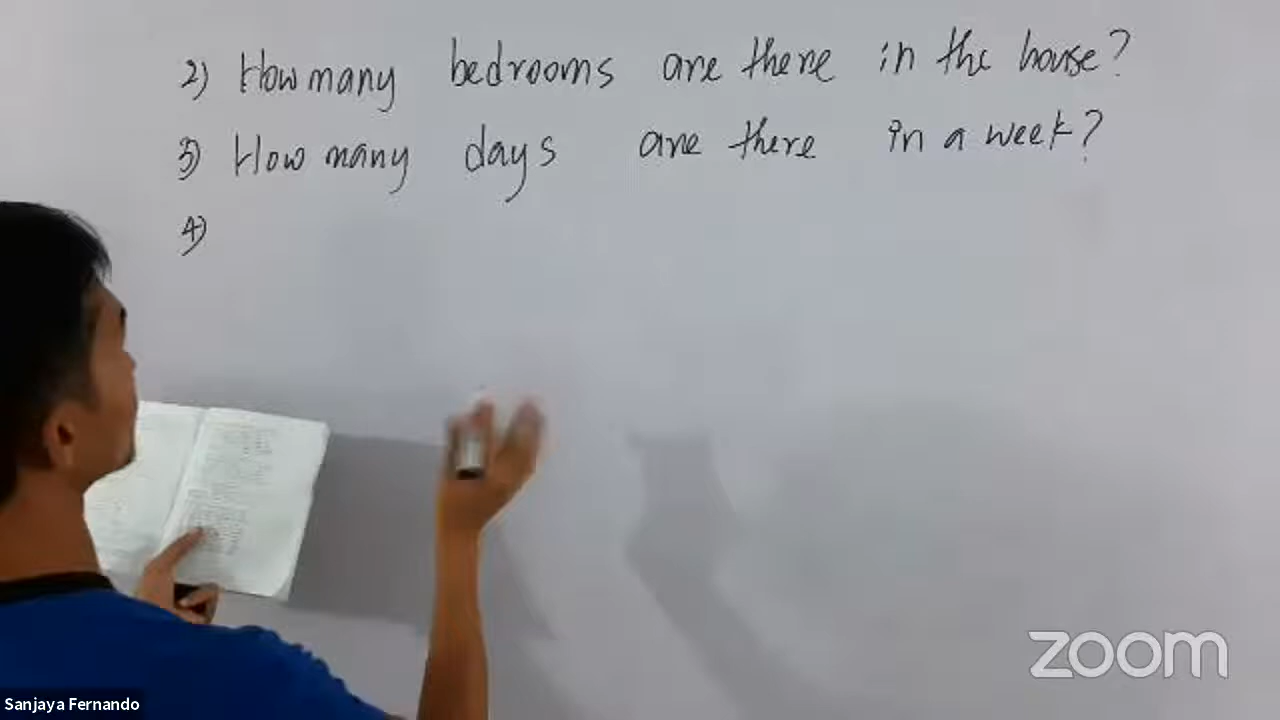 2) How many bedrooms are there in the house?
3) How many days are there in a week?
4)
zoom
Sanjaya Fernando